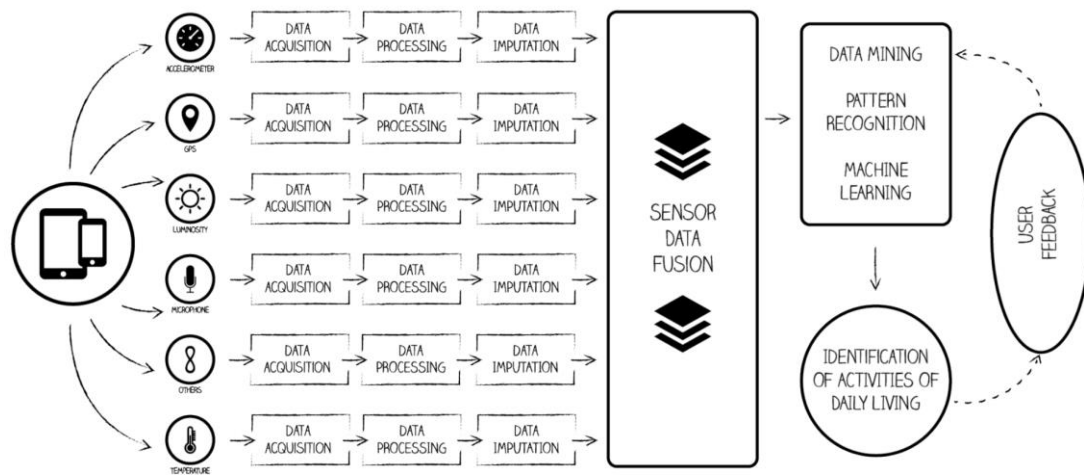 ACCELEROMETER
DATA
ACQUISITION
DATA
PROCESSING
DATA
IMPUTATION
GPS
DATA
ACQUISITION
DATA
PROCESSING
DATA
IMPUTATION
LUMINOSITY
DATA
ACQUISITION
DATA
PROCESSING
DATA
IMPUTATION
MICROPHONE
DATA
ACQUISITION
DATA
PROCESSING
DATA
IMPUTATION
OTHERS
DATA
ACQUISITION
DATA
PROCESSING
DATA
IMPUTATION
TEMPERATURE
DATA
ACQUISITION
DATA
PROCESSING
DATA
IMPUTATION
SENSOR
DATA
FUSION
DATA MINING
PATTERN
RECOGNITION
MACHINE
LEARNING
IDENTIFICATION
OF ACTIVITIES OF
DAILY LIVING
USER
FEEDBACK